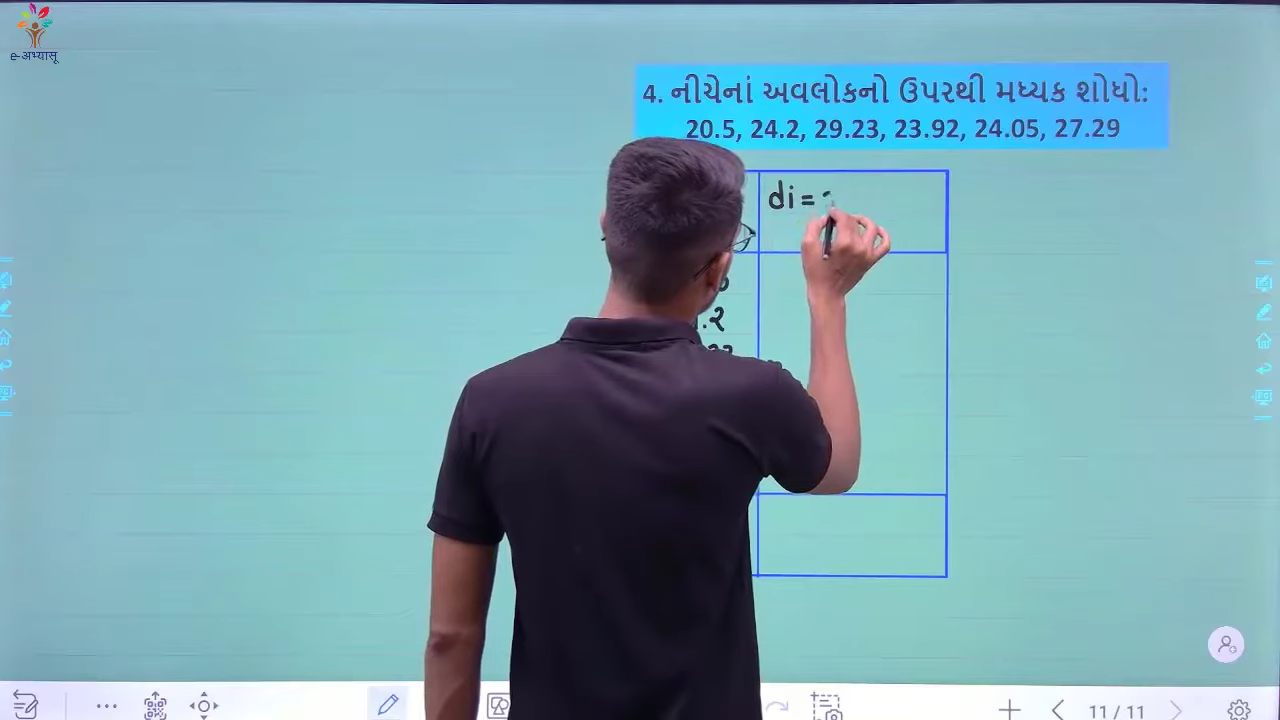 e-अभ्यासू
4. નીચેનાં અવલોકનો ઉપરથી મધ્યક શોધો:
20.5, 24.2, 29.23, 23.92, 24.05, 27.29
di =
.૨
11/11